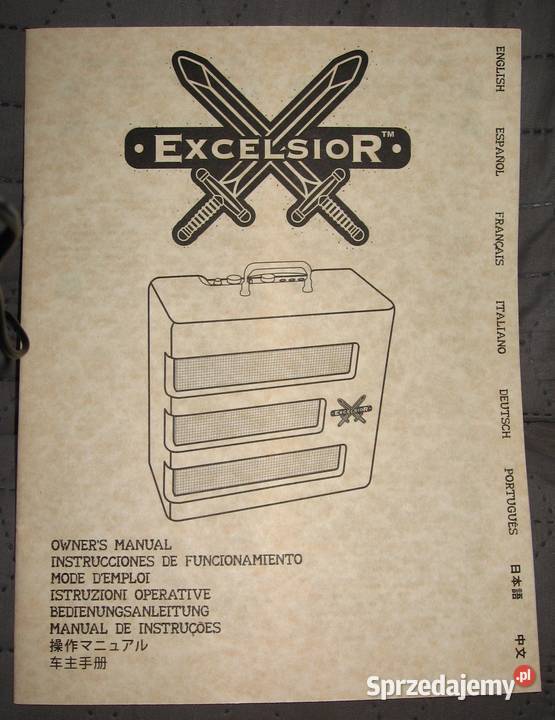 EXCELSIOR™
EXCELSIOR
OWNER'S MANUAL
INSTRUCCIONES DE FUNCIONAMIENTO
MODE D'EMPLOI
ISTRUZIONI OPERATIVE
BEDIENUNGSANLEITUNG
MANUAL DE INSTRUÇÕES
操作マニュアル
车主手册
ENGLISH
ESPAÑOL
FRANÇAIS
ITALIANO
DEUTSCH
PORTUGUÊS
日本語
中文
Sprzedajemy.pl